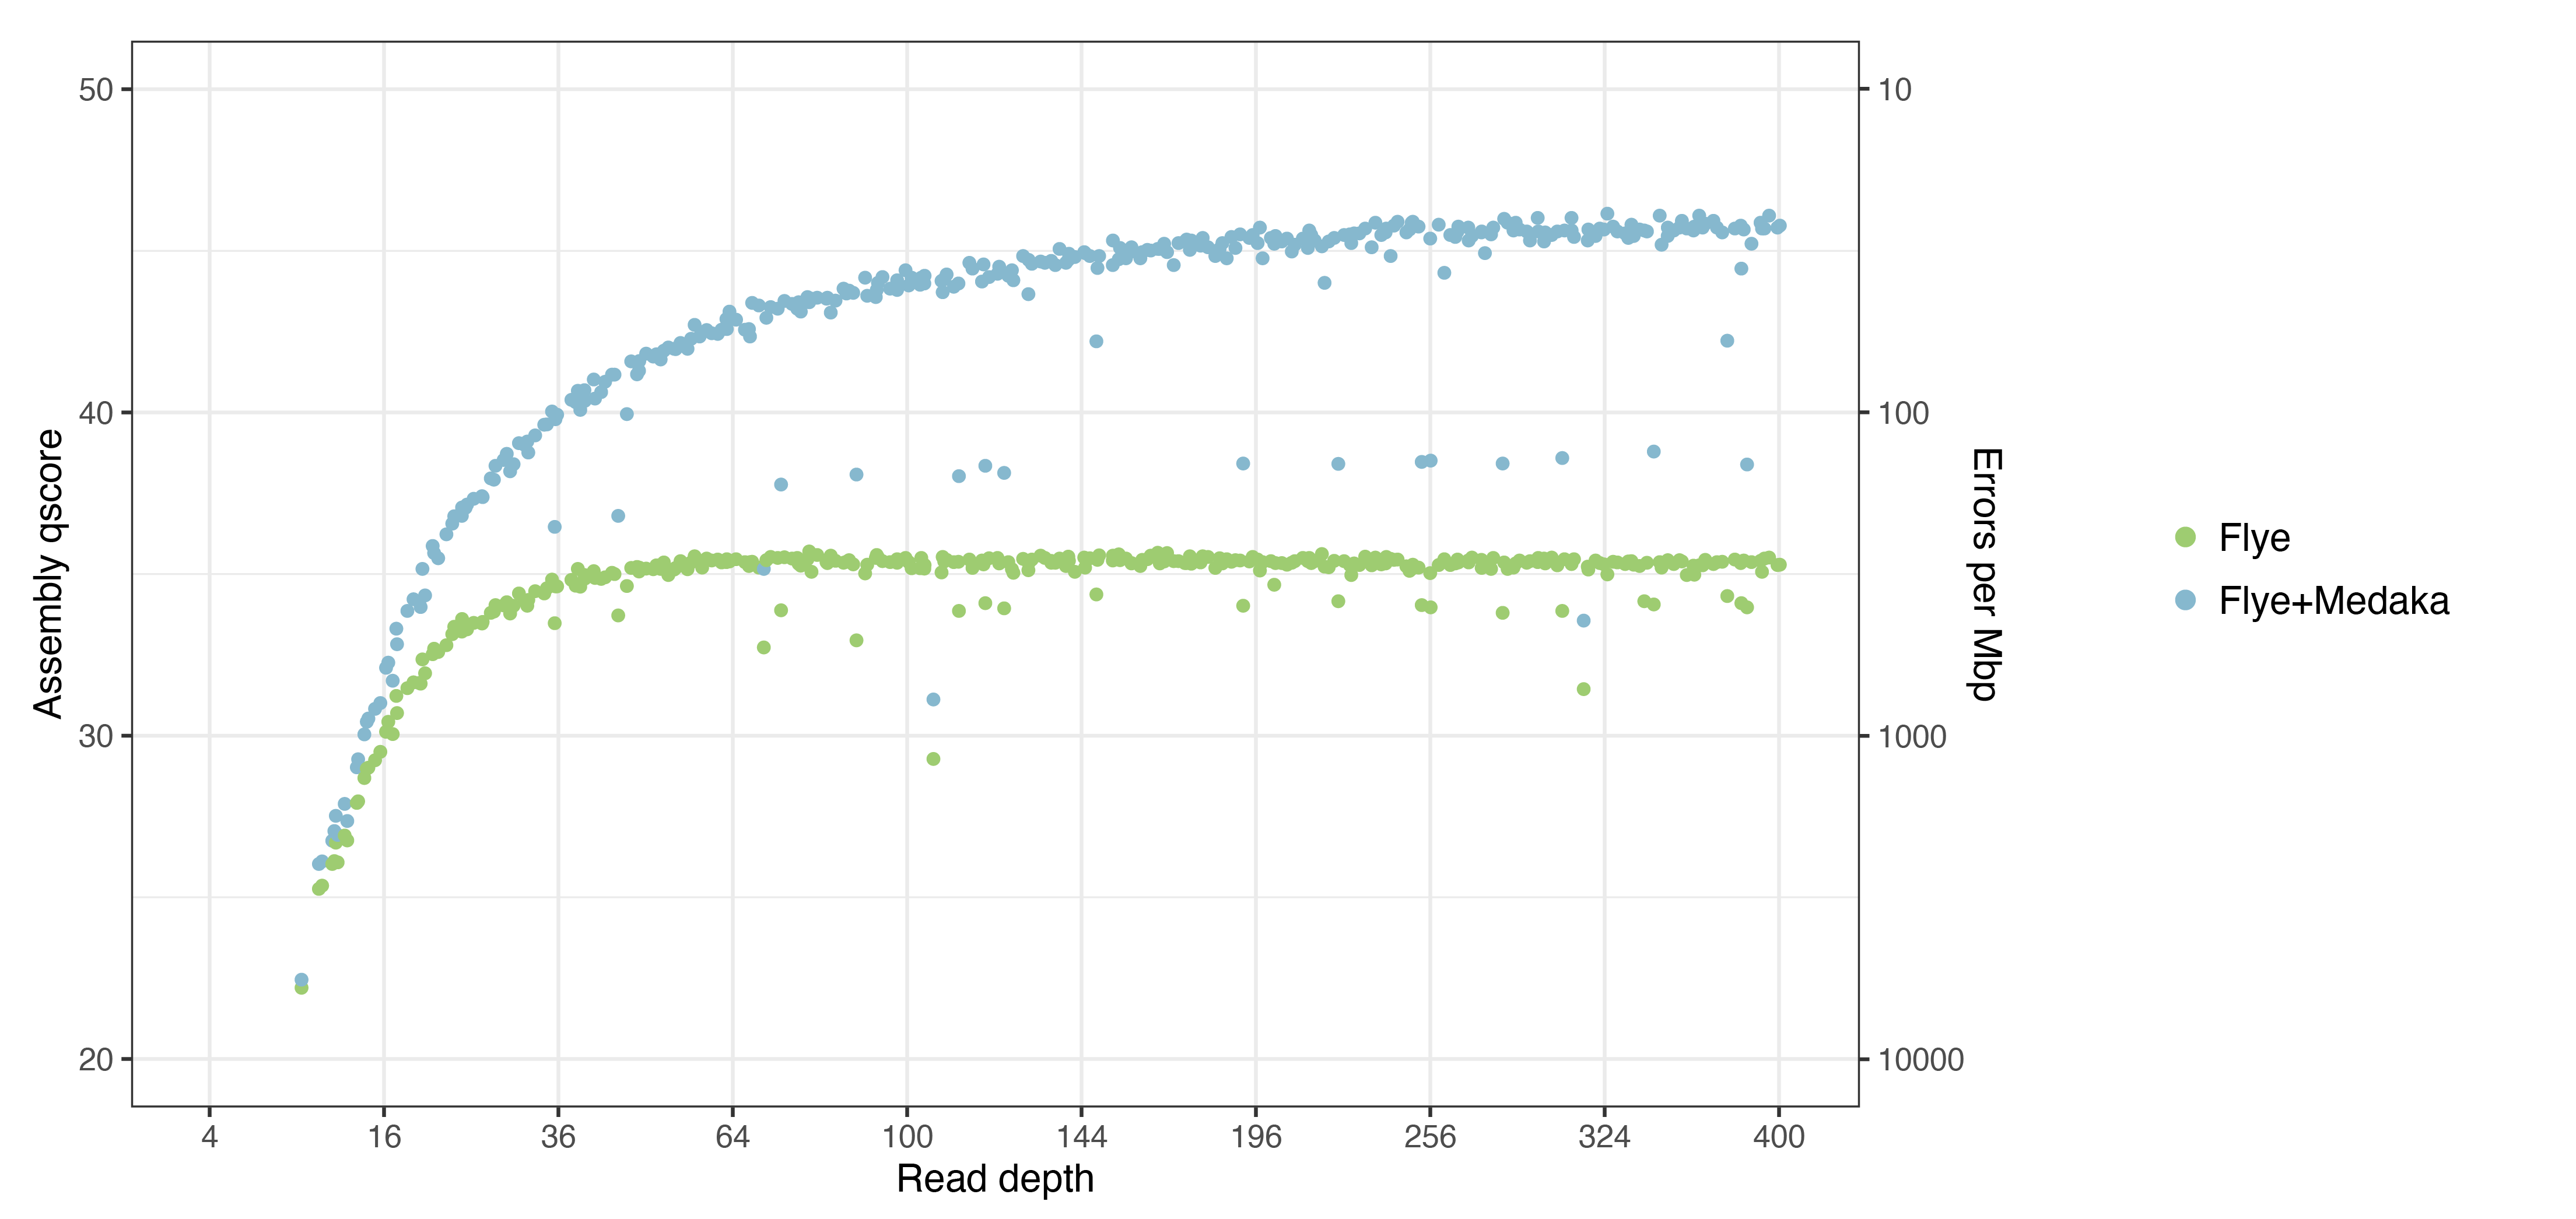 50
40
30
20
Assembly qscore
10
100
1000
10000
Errors per Mbp
4 16 36 64 100 144 196 256 324 400
Read depth
Flye
Flye+Medaka